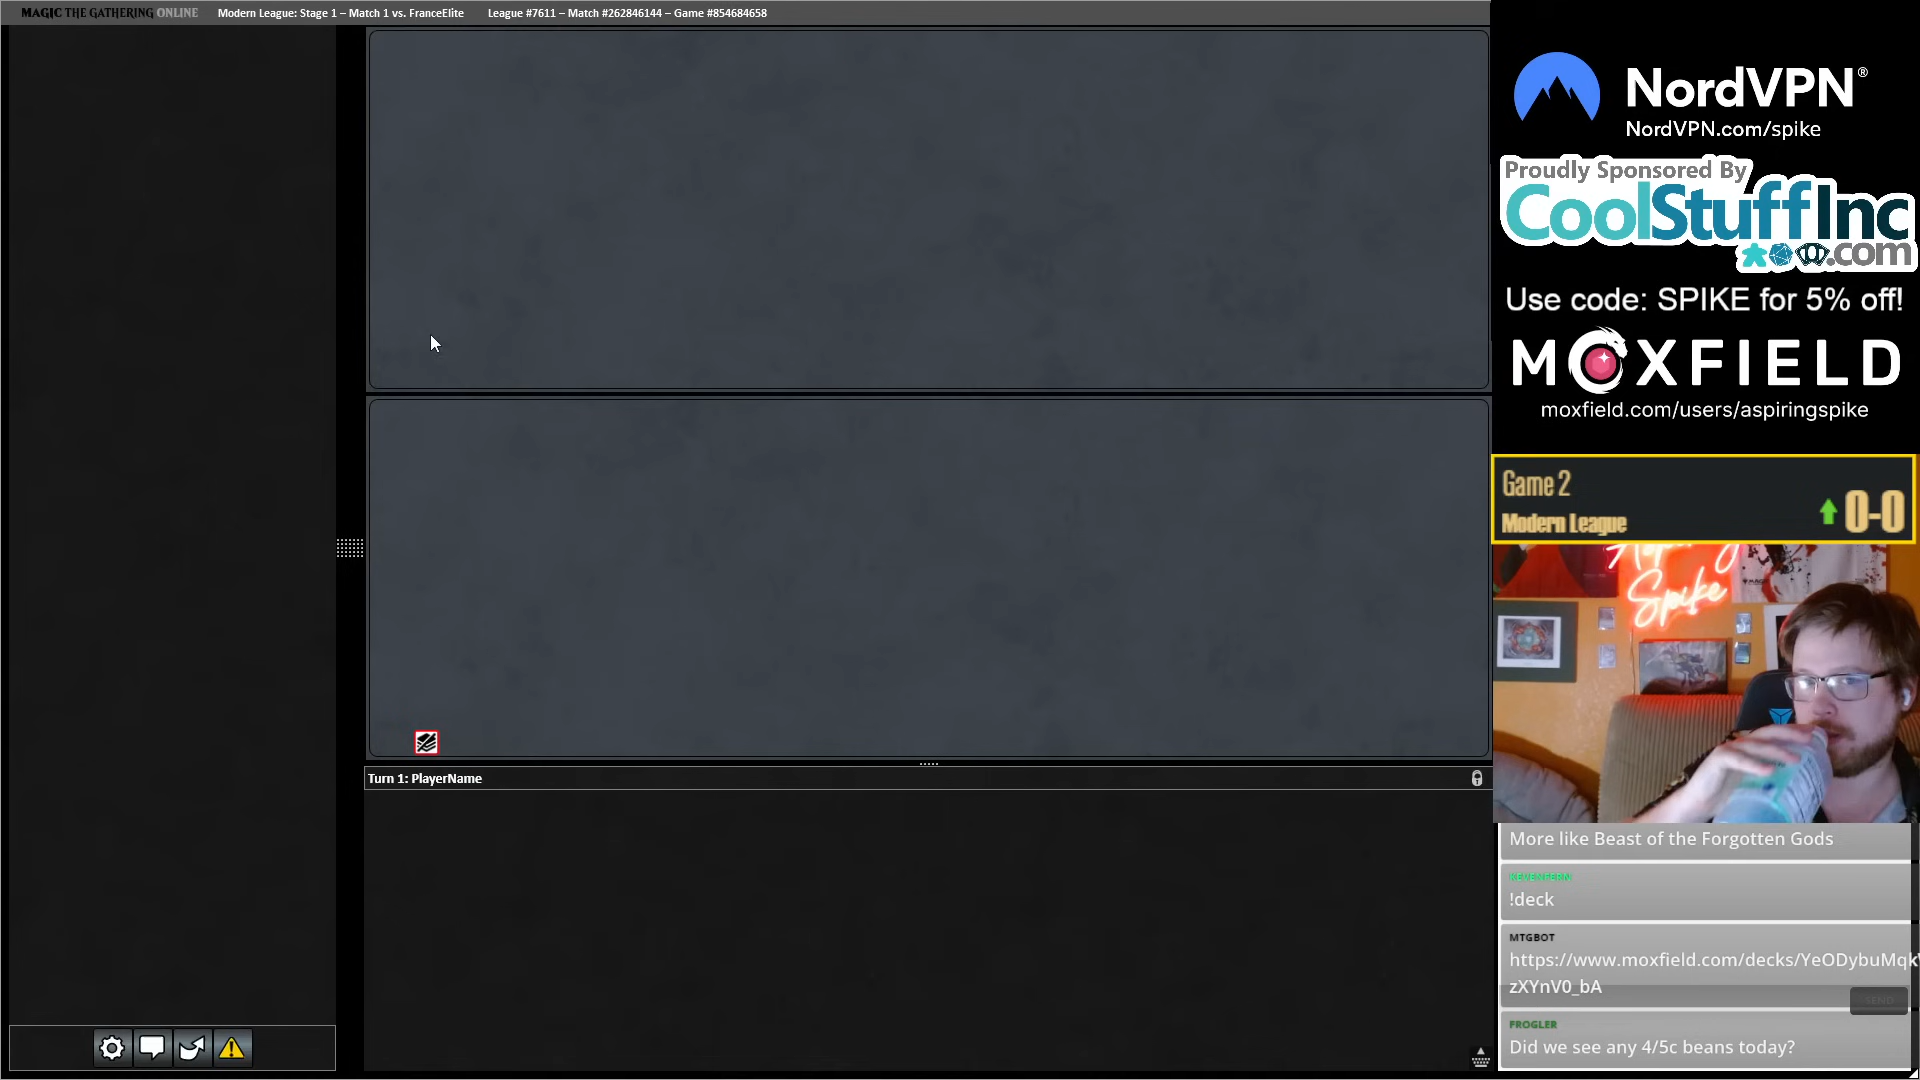 MAGIC THE GATHERING ONLINE
Modern League: Stage 1 – Match 1 vs. FranceElite
League #7611 – Match #262846144 – Game #854684658
NordVPN®
NordVPN.com/spike
Proudly Sponsored By
CoolStuffInc
.com
Use code: SPIKE for 5% off!
MOXFIELD
moxfield.com/users/aspiringspike
Game 2
Modern League
0-0
Spike
Turn 1: PlayerName
More like Beast of the Forgotten Gods
KEVENFERN
!deck
MTGBOT
https://www.moxfield.com/decks/YeODybuMqk
zXYnV0_bA
SEND
FROGLER
Did we see any 4/5c beans today?